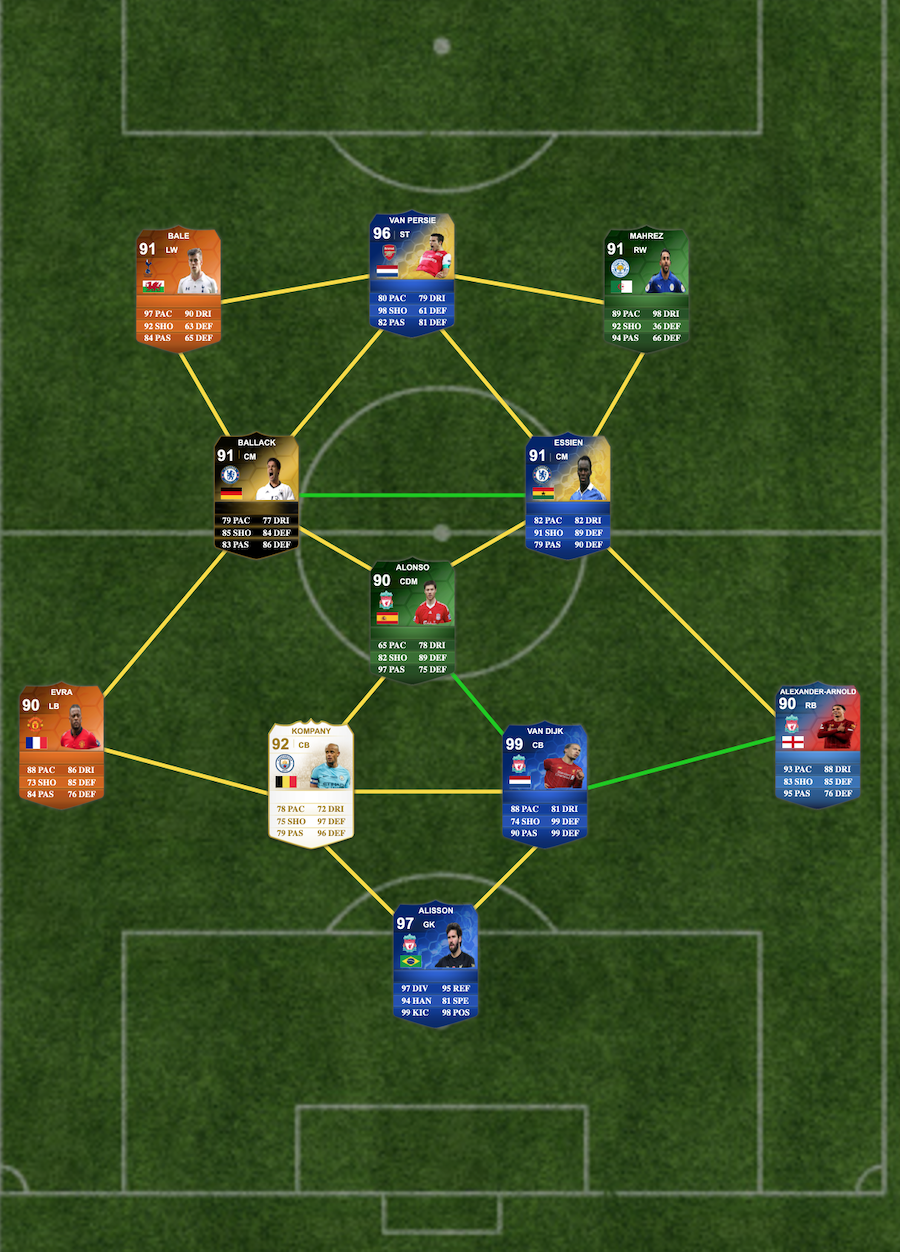 VAN PERSIE
96 ST
80 PAC 79 DRI
98 SHO 61 DEF
82 PAS 81 DEF
BALE
91 LW
97 PAC 90 DRI
92 SHO 63 DEF
84 PAS 65 DEF
MAHREZ
91 RW
89 PAC 98 DRI
92 SHO 36 DEF
94 PAS 66 DEF
BALLACK
91 CM
79 PAC 77 DRI
85 SHO 84 DEF
83 PAS 86 DEF
ESSIEN
91 CM
82 PAC 82 DRI
91 SHO 89 DEF
79 PAS 90 DEF
ALONSO
90 CDM
65 PAC 78 DRI
82 SHO 89 DEF
97 PAS 75 DEF
EVRA
90 LB
88 PAC 86 DRI
73 SHO 85 DEF
84 PAS 76 DEF
ALEXANDER-ARNOLD
90 RB
93 PAC 88 DRI
83 SHO 85 DEF
95 PAS 76 DEF
KOMPANY
92 CB
78 PAC 72 DRI
75 SHO 97 DEF
79 PAS 96 DEF
VAN DIJK
99 CB
88 PAC 81 DRI
74 SHO 99 DEF
90 PAS 99 DEF
ALISSON
97 GK
97 DIV 95 REF
94 HAN 81 SPE
99 KIC 98 POS